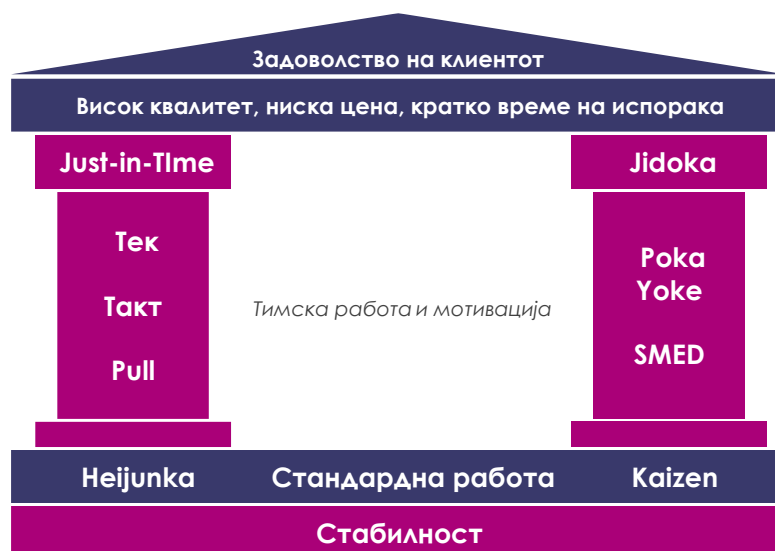 Задоволство на клиентот
Висок квалитет, ниска цена, кратко време на испорака
Just-in-TIme
Тек
Такт
Pull
Тимска работа и мотивација
Jidoka
Poka
Yoke
SMED
Heijunka Стандардна работа Kaizen
Стабилност